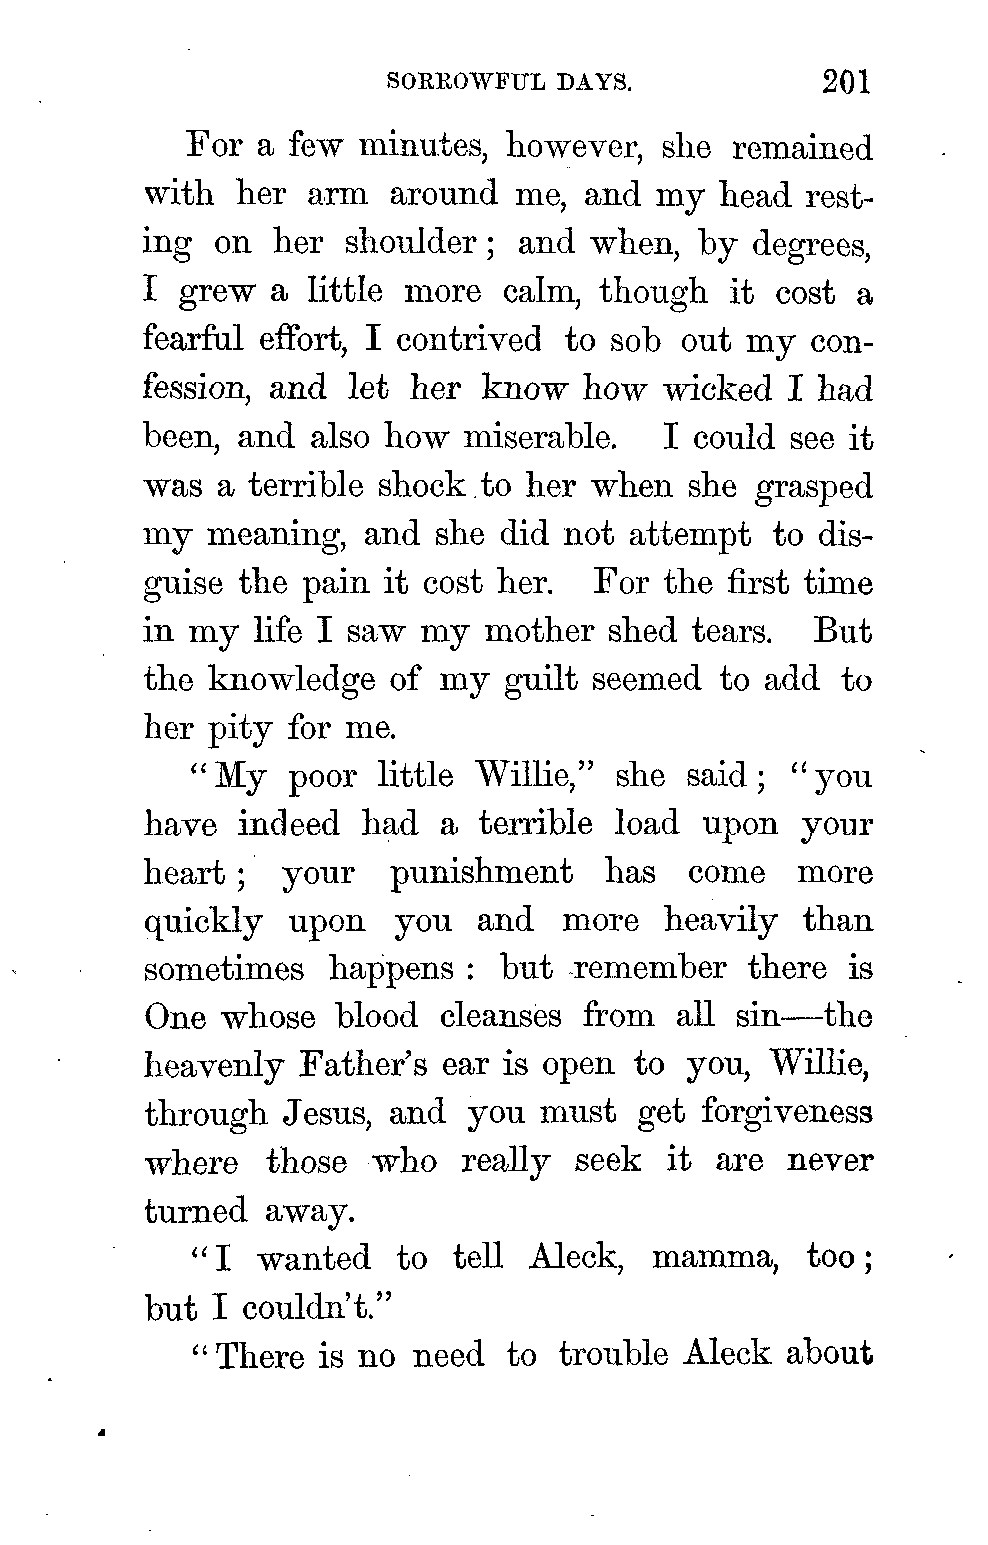 SORROWFUL DAYS. 201
For a few minutes, however, she remained
with her arm around me, and my head rest-
ing on her shoulder; and when, by degrees,
I grew a little more calm, though it cost a
fearful effort, I contrived to sob out my con-
fession, and let her know how wicked I had
been, and also how miserable. I could see it
was a terrible shock to her when she grasped
my meaning, and she did not attempt to dis-
guise the pain it cost her. For the first time
in my life I saw my mother shed tears. But
the knowledge of my guilt seemed to add to
her pity for me.
"My poor little Willie," she said; "you
have indeed had a terrible load upon your
heart; your punishment has come more
quickly upon you and more heavily than
sometimes happens: but remember there is
One whose blood cleanses from all sin—the
heavenly Father's ear is open to you, Willie,
through Jesus, and you must get forgiveness
where those who really seek it are never
turned away.
"I wanted to tell Aleck, mamma, too;
but I couldn't."
"There is no need to trouble Aleck about